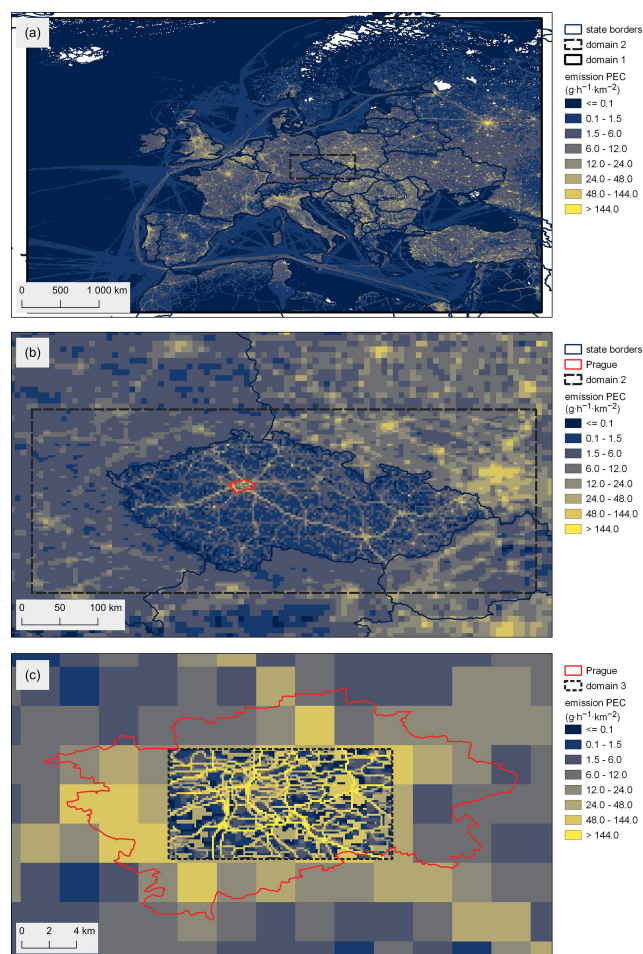 (a)
state borders
domain 2
domain 1
emission PEC
(g·h⁻¹·km⁻²)
<= 0.1
0.1 - 1.5
1.5 - 6.0
6.0 - 12.0
12.0 - 24.0
24.0 - 48.0
48.0 - 144.0
> 144.0
0 500 1 000 km
(b)
state borders
Prague
domain 2
emission PEC
(g·h⁻¹·km⁻²)
<= 0.1
0.1 - 1.5
1.5 - 6.0
6.0 - 12.0
12.0 - 24.0
24.0 - 48.0
48.0 - 144.0
> 144.0
0 50 100 km
(c)
Prague
domain 3
emission PEC
(g·h⁻¹·km⁻²)
<= 0.1
0.1 - 1.5
1.5 - 6.0
6.0 - 12.0
12.0 - 24.0
24.0 - 48.0
48.0 - 144.0
> 144.0
0 2 4 km